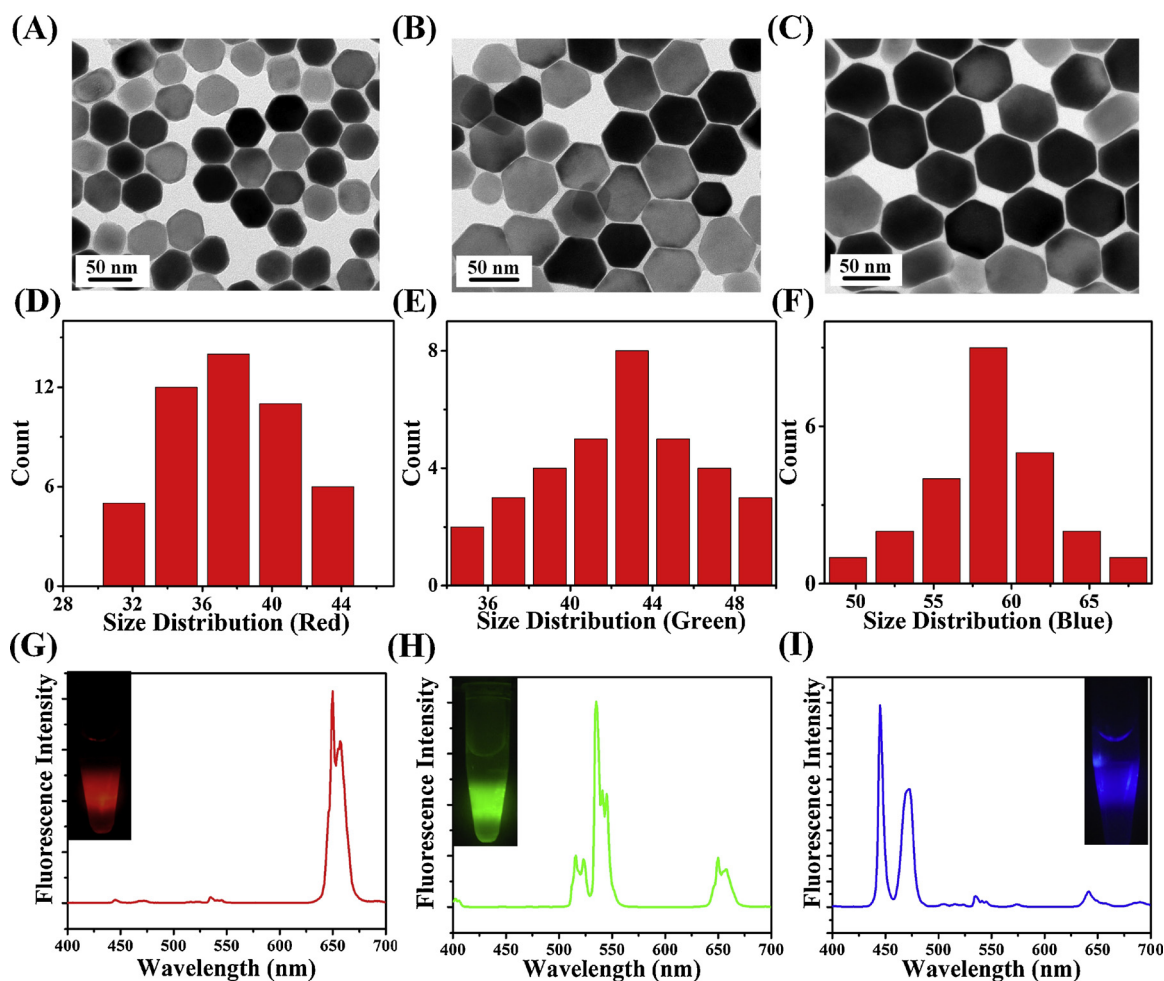 (A) (B) (C)
50 nm 50 nm 50 nm
(D) (E) (F)
Count
12
6
0
28 32 36 40 44
Size Distribution (Red)
Count
8
4
0
36 40 44 48
Size Distribution (Green)
Count
6
0
50 55 60 65
Size Distribution (Blue)
(G) (H) (I)
Fluorescence Intensity
400 450 500 550 600 650 700
Wavelength (nm)
Fluorescence Intensity
400 450 500 550 600 650 700
Wavelength (nm)
Fluorescence Intensity
400 450 500 550 600 650 700
Wavelength (nm)